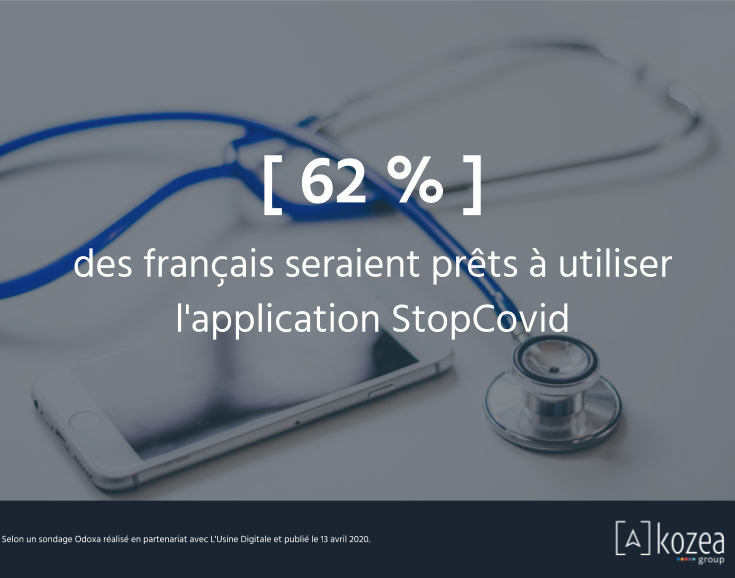 [ 62 % ]
des français seraient prêts à utiliser
l'application StopCovid
Selon un sondage Odoxa réalisé en partenariat avec L'Usine Digitale et publié le 13 avril 2020.
[A] kozea
group